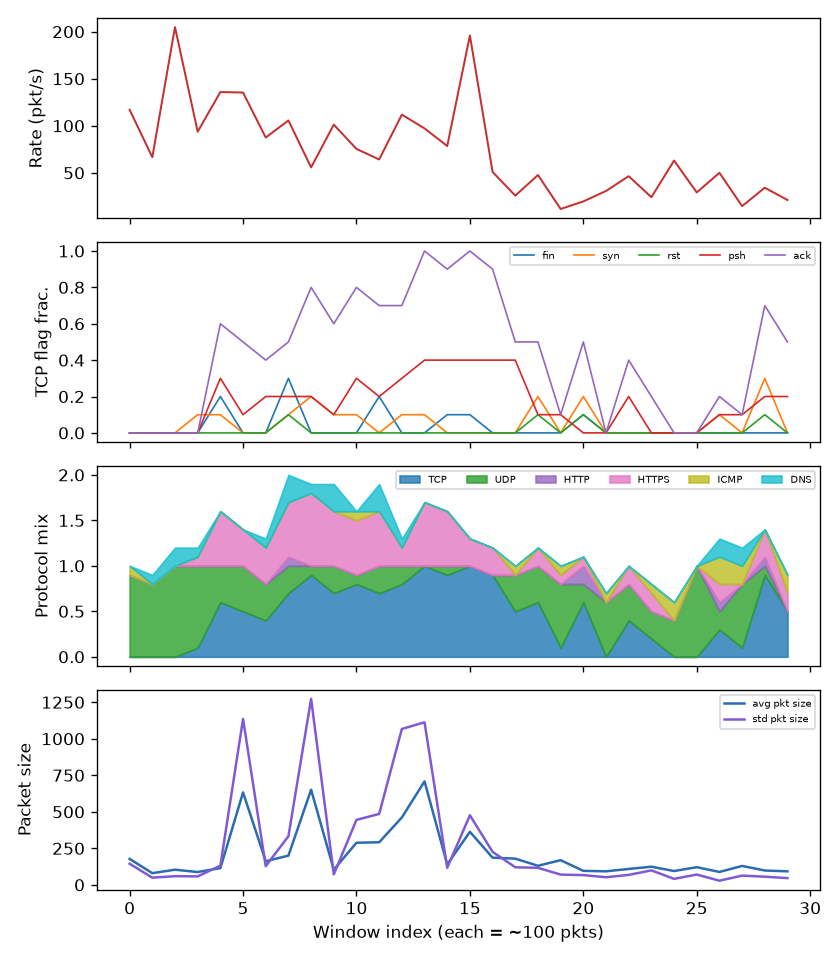 200
150
100
50
Rate (pkt/s)
1.0
0.8
0.6
0.4
0.2
0.0
TCP flag frac.
fin syn rst psh ack
2.0
1.5
1.0
0.5
0.0
Protocol mix
TCP UDP HTTP HTTPS ICMP DNS
1250
1000
750
500
250
0
Packet size
avg pkt size
std pkt size
0 5 10 15 20 25 30
Window index (each = ~100 pkts)